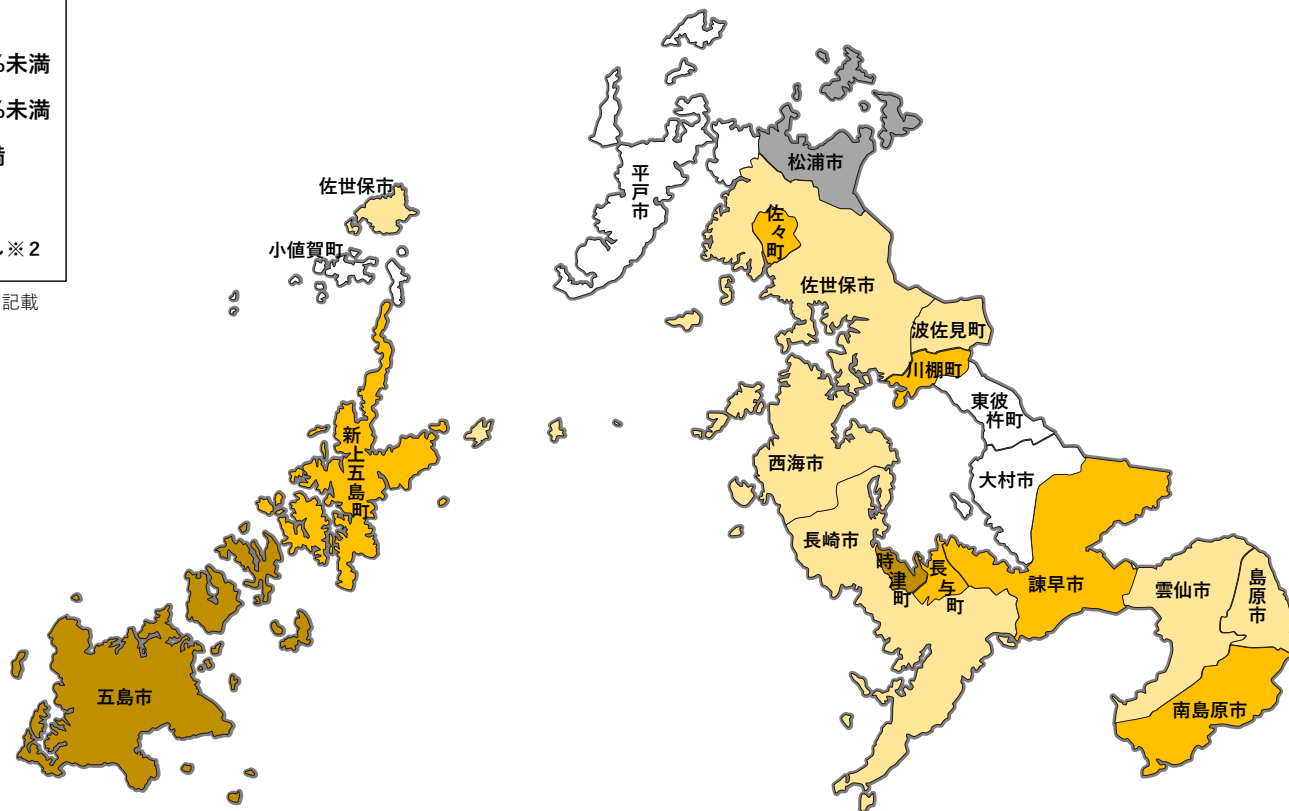 %未満
%未満
満
※2
記載
佐世保市
小値賀町
新上五島町
五島市
平戸市
松浦市
佐々町
佐世保市
波佐見町
川棚町
東彼杵町
大村市
西海市
長崎市
時津町
長与町
諫早市
雲仙市
島原市
南島原市